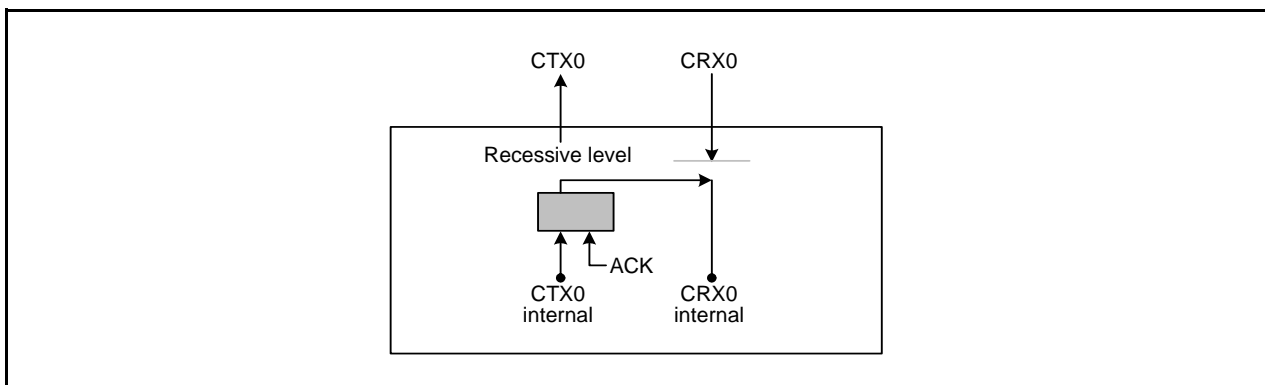 CTX0 CRX0
Recessive level
ACK
CTX0 CRX0
internal internal